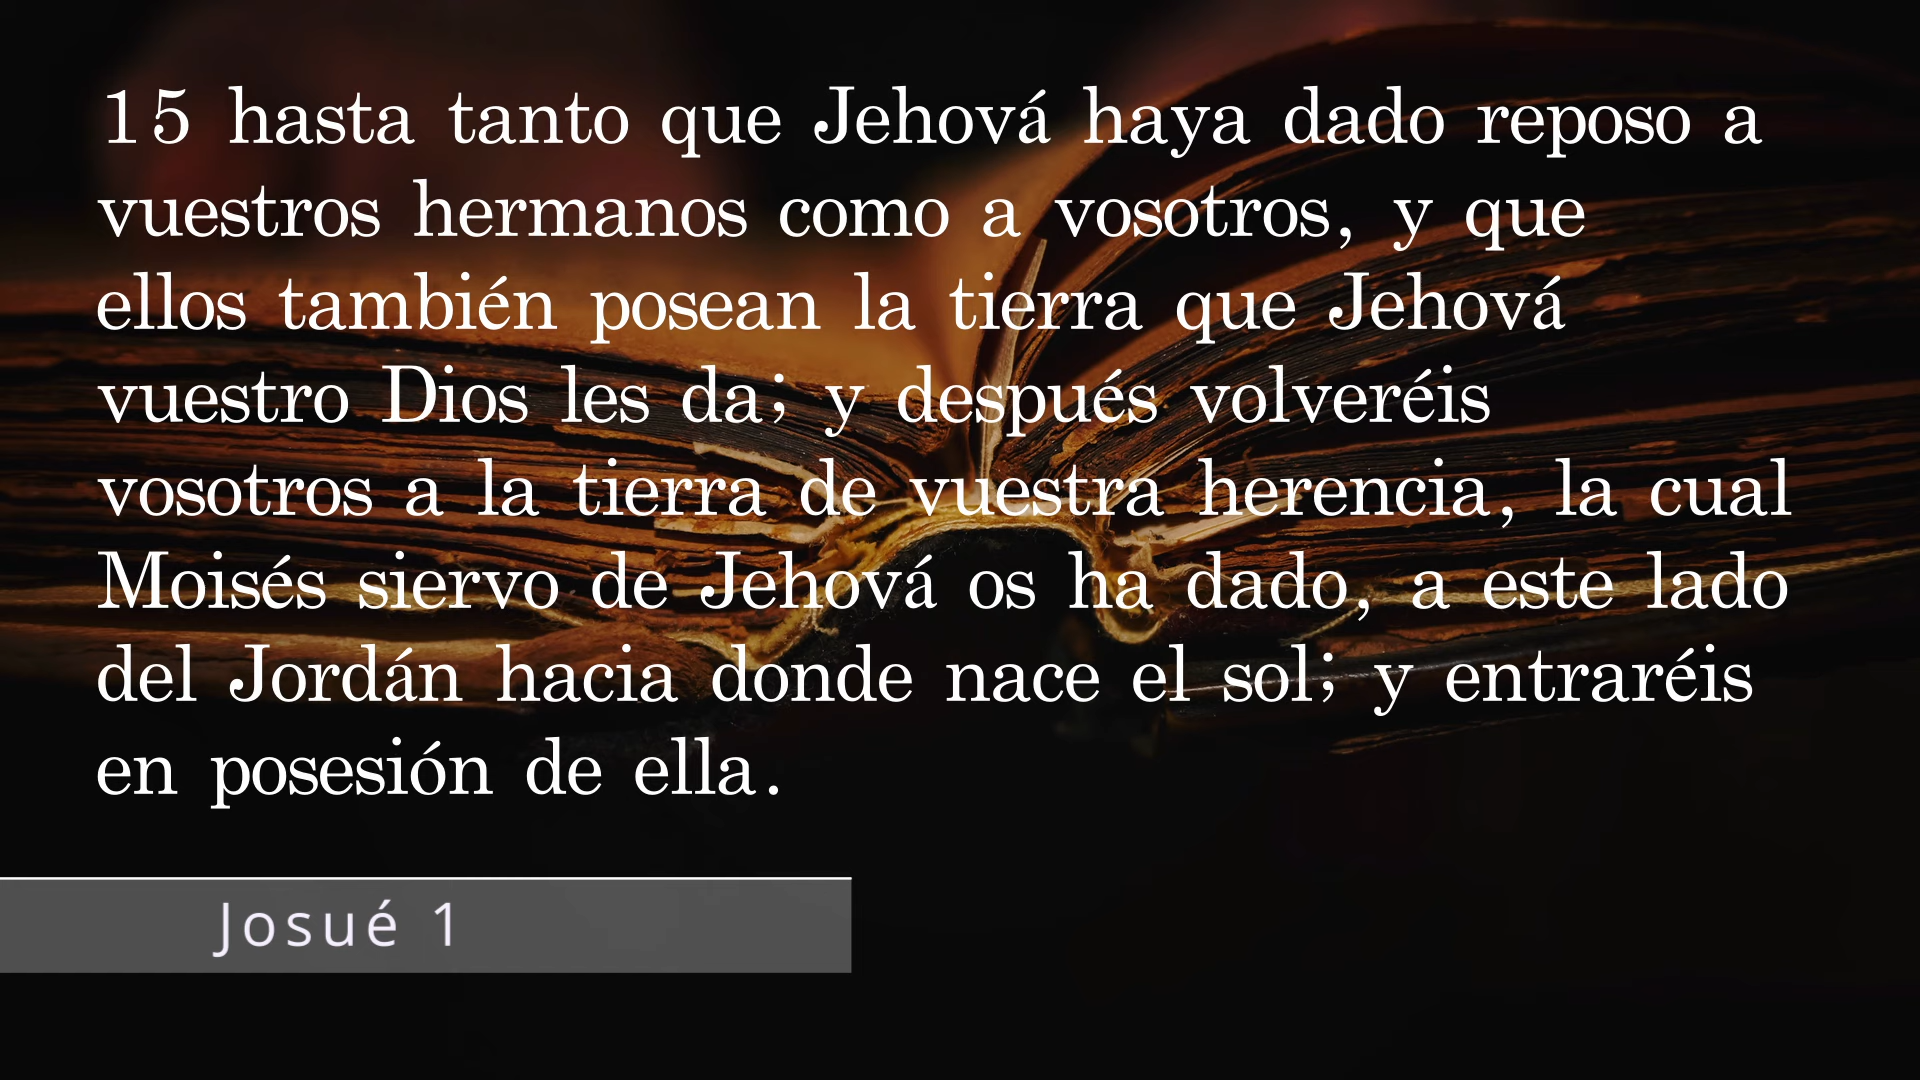 15 hasta tanto que Jehová haya dado reposo a
vuestros hermanos como a vosotros, y que
ellos también posean la tierra que Jehová
vuestro Dios les da; y después volveréis
vosotros a la tierra de vuestra herencia, la cual
Moisés siervo de Jehová os ha dado, a este lado
del Jordán hacia donde nace el sol; y entraréis
en posesión de ella.
Josué 1